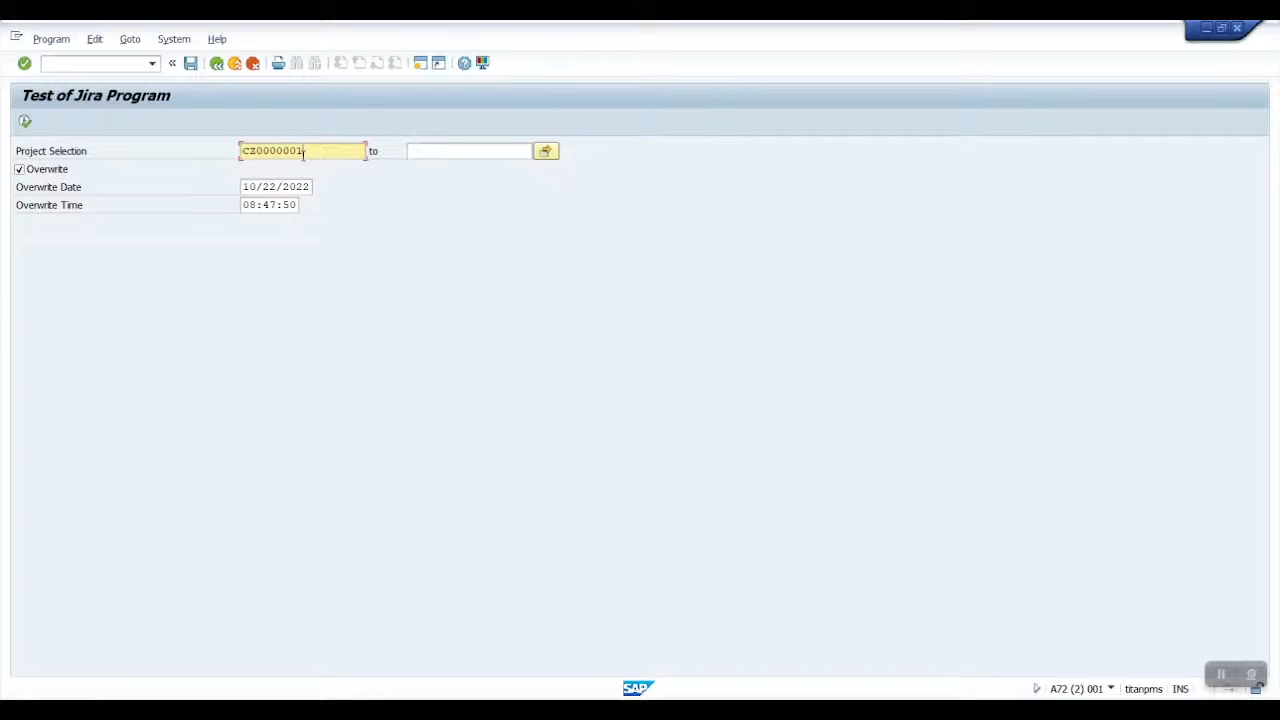 Program Edit Goto System Help
Test of Jira Program
Project Selection CZ0000001 to
Overwrite
Overwrite Date 10/22/2022
Overwrite Time 08:47:50
SAP A72 (2) 001 titanpms INS